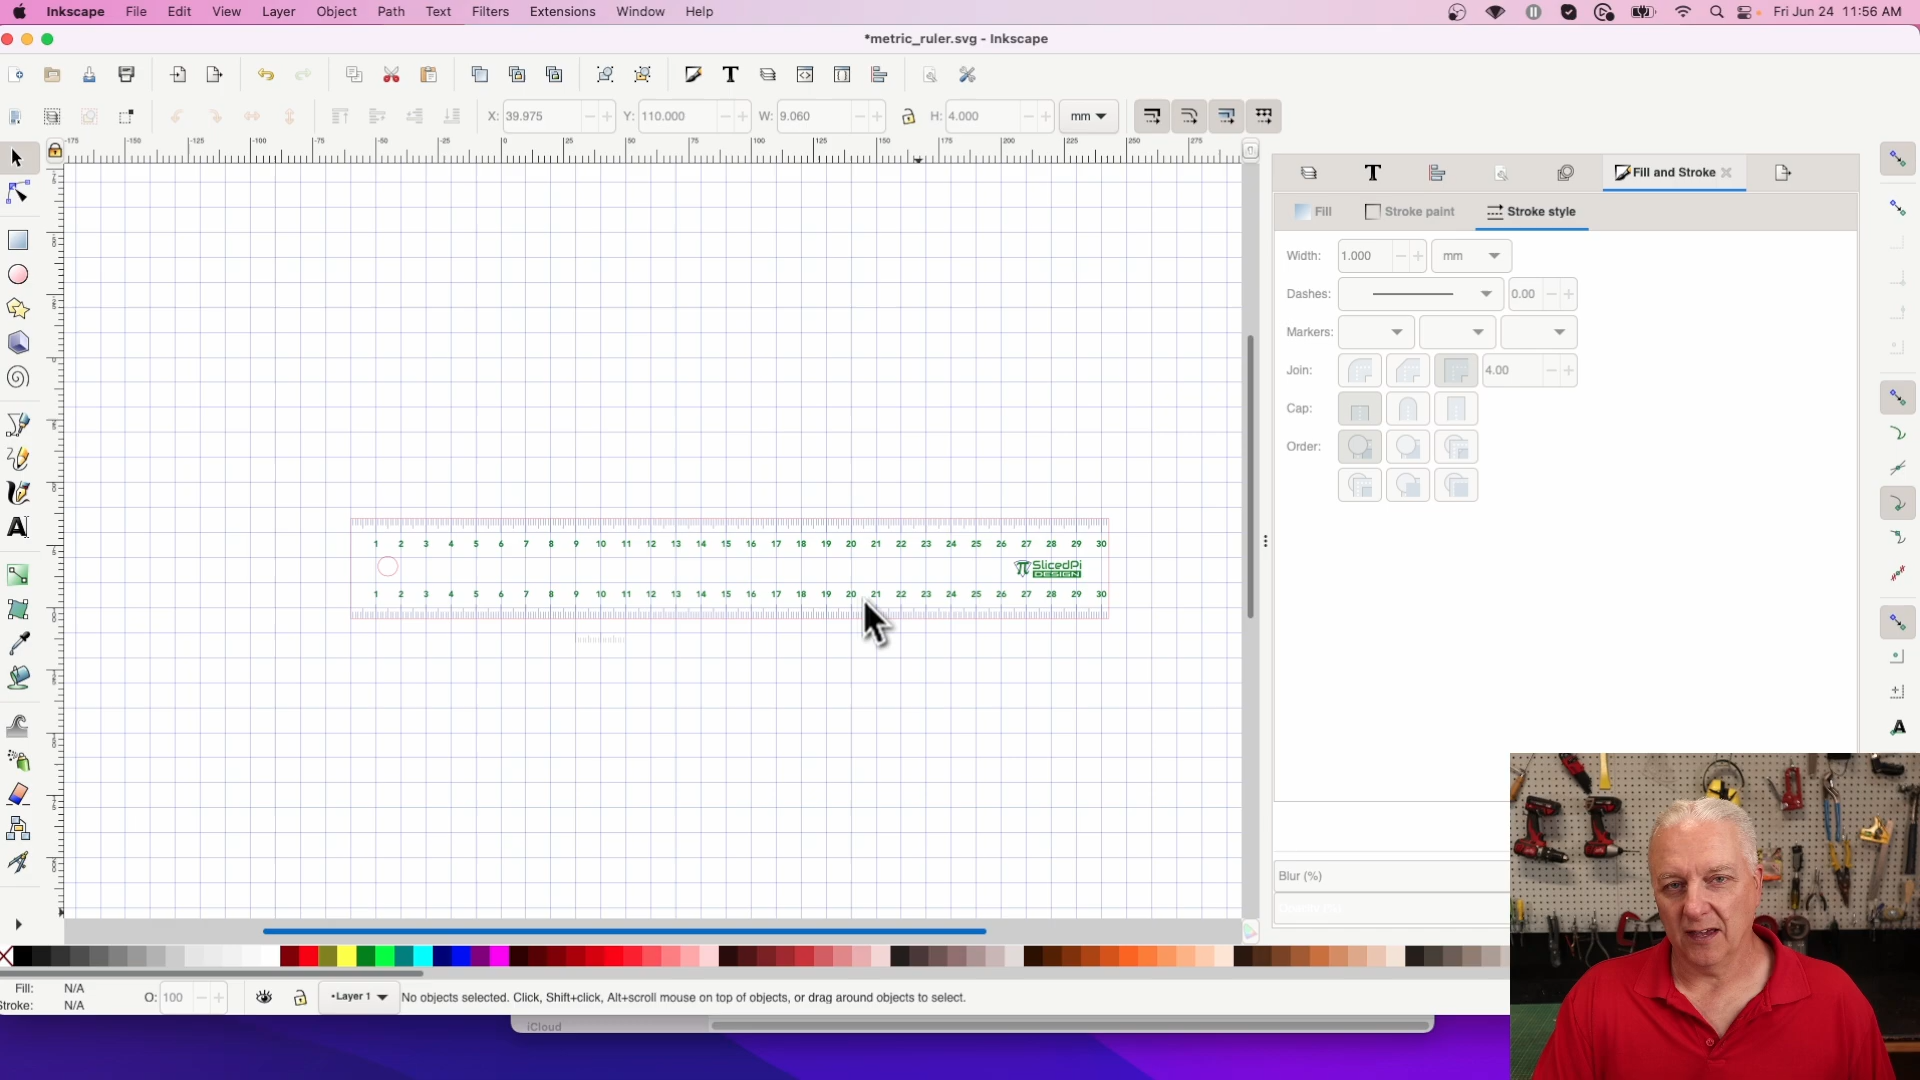 Inkscape File Edit View Layer Object Path Text Filters Extensions Window Help Fri Jun 24 11:56 AM
*metric_ruler.svg - Inkscape
X: 39.975 Y: 110.000 W: 9.060 H: 4.000 mm
Fill and Stroke
Fill Stroke paint Stroke style
Width: 1.000 mm
Dashes: 0.00
Markers:
Join: 4.00
Cap:
Order:
1 2 3 4 5 6 7 8 9 10 11 12 13 14 15 16 17 18 19 20 21 22 23 24 25 26 27 28 29 30
SlicedPi
DESIGN
1 2 3 4 5 6 7 8 9 10 11 12 13 14 15 16 17 18 19 20 21 22 23 24 25 26 27 28 29 30
Blur (%)
Fill: N/A
Stroke: N/A
O: 100
•Layer 1
No objects selected. Click, Shift+click, Alt+scroll mouse on top of objects, or drag around objects to select.
iCloud